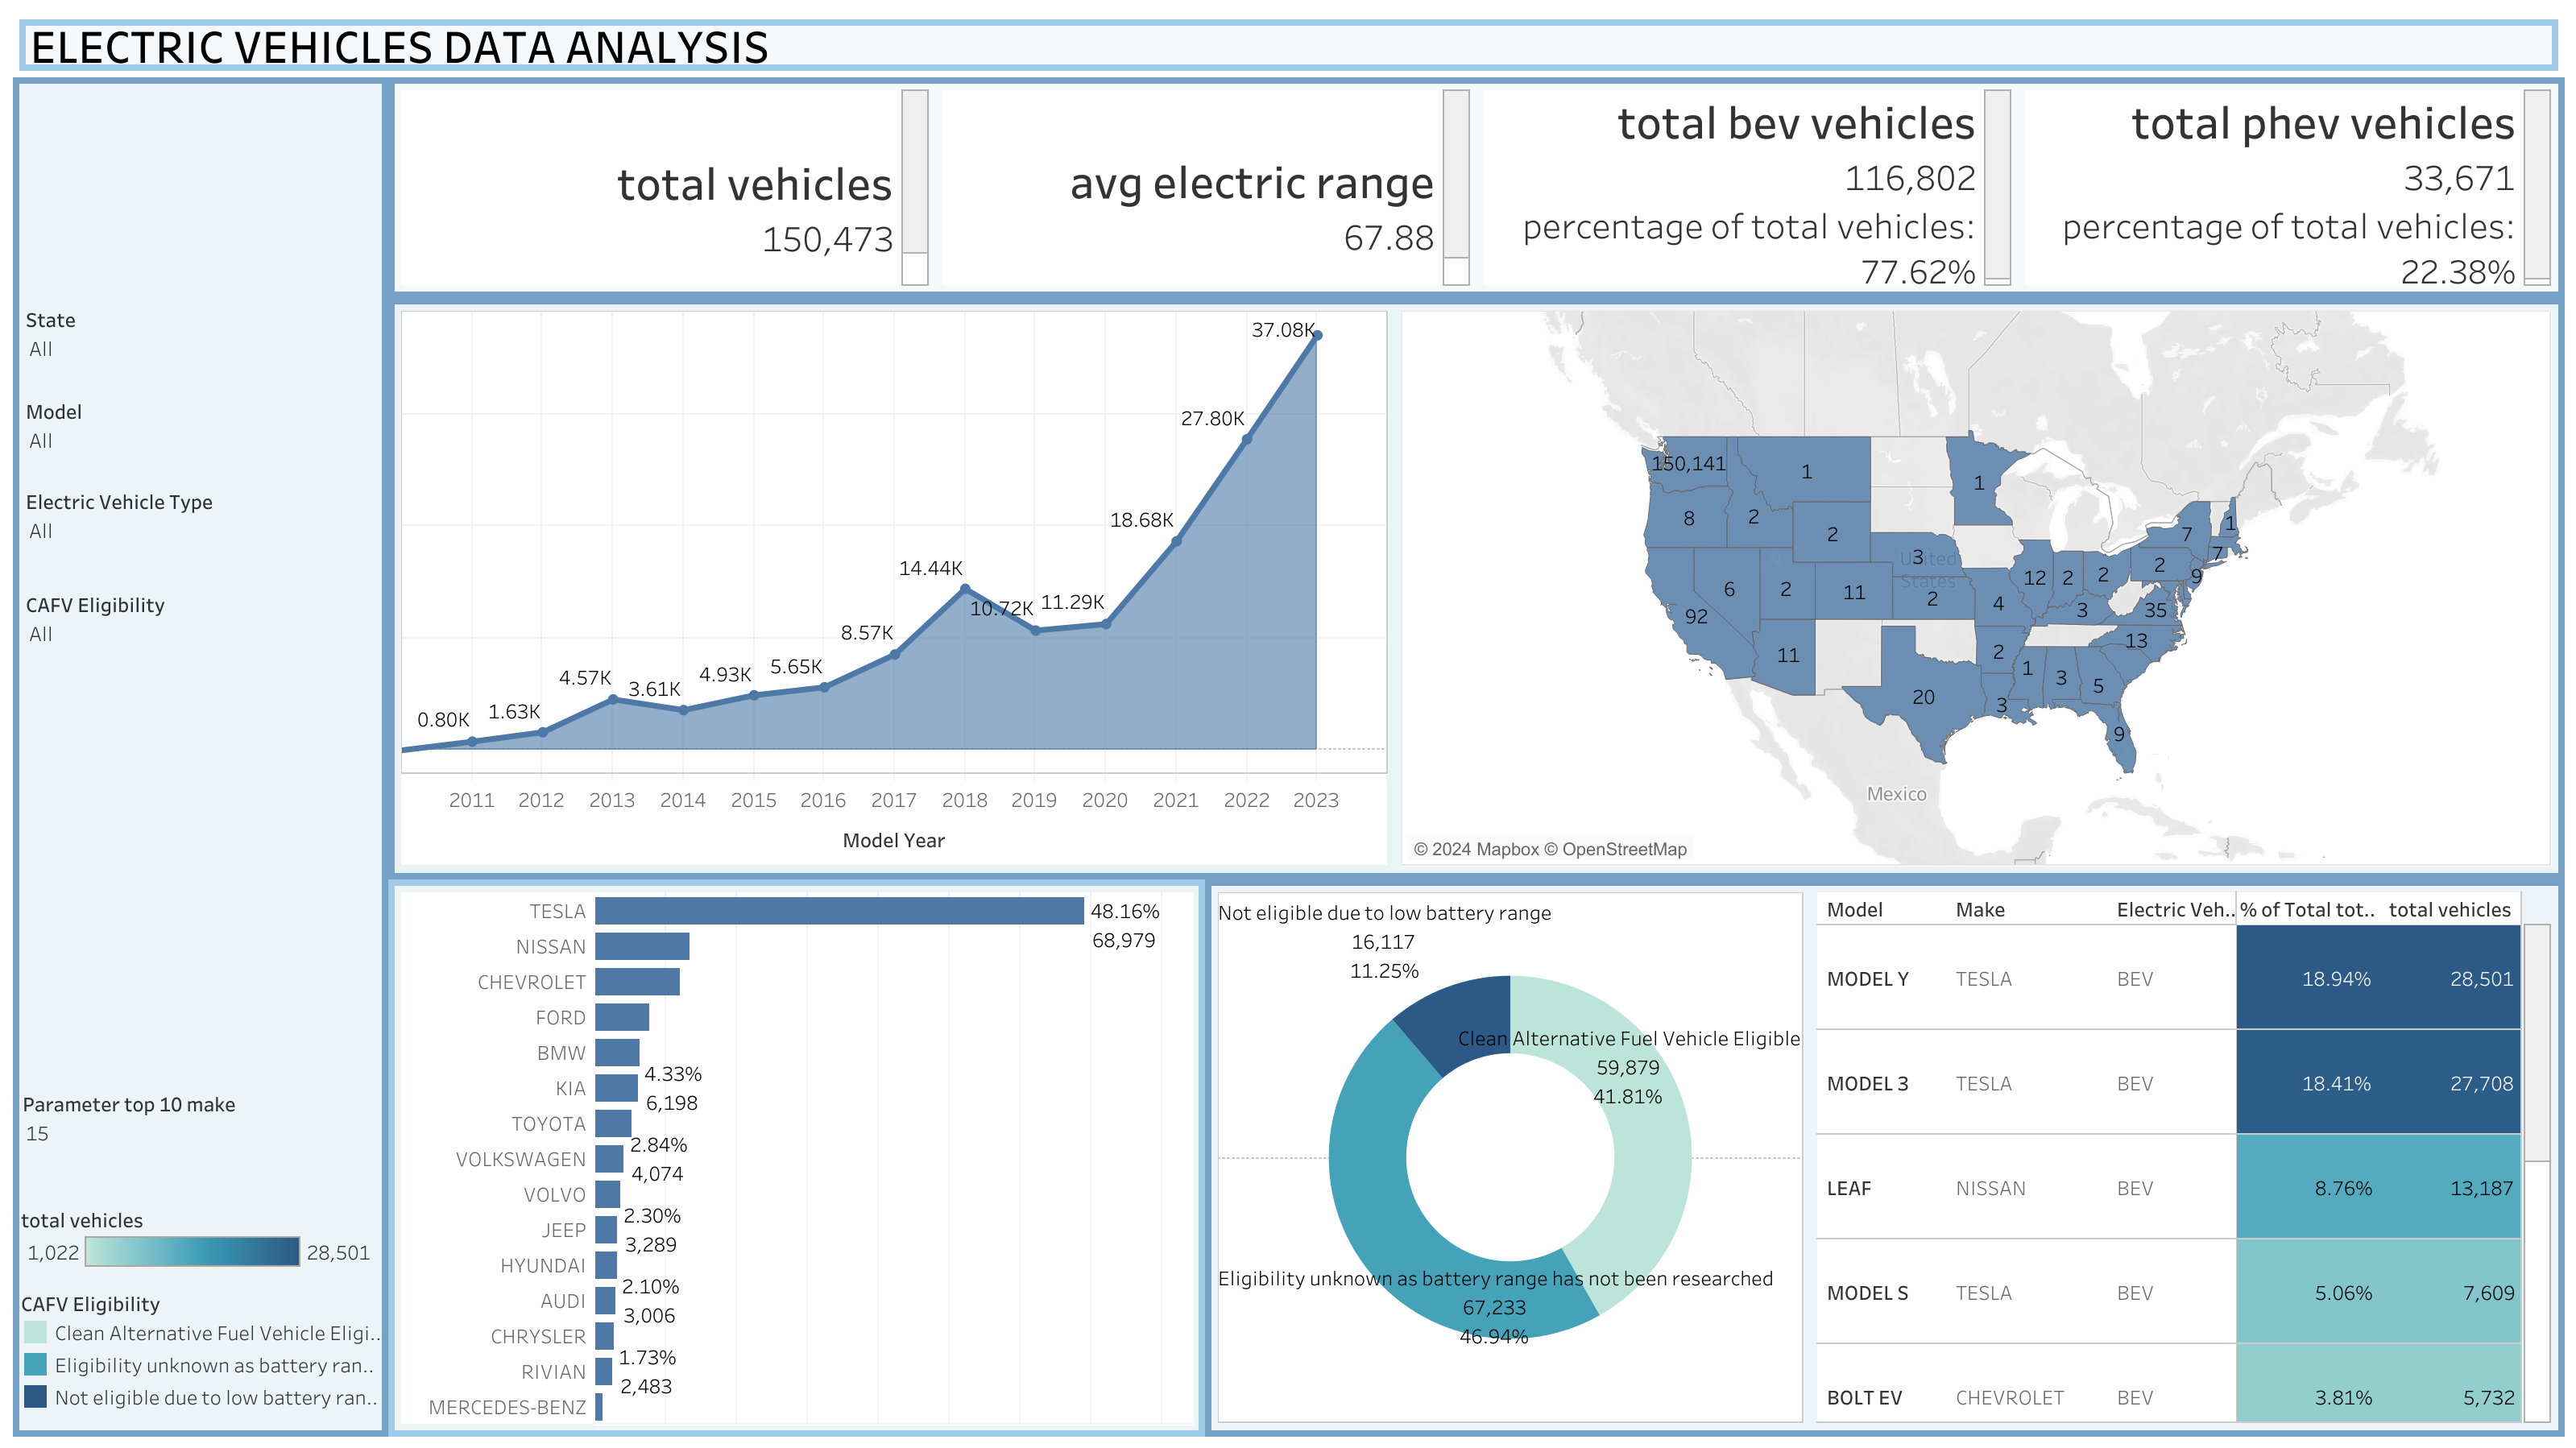 ELECTRIC VEHICLES DATA ANALYSIS
State
All
Model
All
Electric Vehicle Type
All
CAFV Eligibility
All
Parameter top 10 make
15
total vehicles
1,022 28,501
CAFV Eligibility
Clean Alternative Fuel Vehicle Eligi..
Eligibility unknown as battery ran..
Not eligible due to low battery ran..
total vehicles
150,473
avg electric range
67.88
total bev vehicles
116,802
percentage of total vehicles:
77.62%
total phev vehicles
33,671
percentage of total vehicles:
22.38%
37.08K
27.80K
18.68K
14.44K
10.72K 11.29K
8.57K
5.65K
4.93K
4.57K
3.61K
1.63K
0.80K
2011 2012 2013 2014 2015 2016 2017 2018 2019 2020 2021 2022 2023
Model Year
150,141
1
1
8
2
2
7
1
3
United
States
7
2
9
6
2
11
2
12
2
2
4
3
35
92
13
11
2
1
3
5
20
3
9
Mexico
© 2024 Mapbox © OpenStreetMap
TESLA 48.16%
68,979
NISSAN
CHEVROLET
FORD
BMW
4.33%
KIA
6,198
TOYOTA
2.84%
VOLKSWAGEN
4,074
VOLVO
2.30%
JEEP
3,289
HYUNDAI
2.10%
AUDI
3,006
CHRYSLER
1.73%
RIVIAN
2,483
MERCEDES-BENZ
Not eligible due to low battery range
16,117
11.25%
Clean Alternative Fuel Vehicle Eligible
59,879
41.81%
Eligibility unknown as battery range has not been researched
67,233
46.94%
Model Make Electric Veh.. % of Total tot.. total vehicles
MODEL Y TESLA BEV 18.94% 28,501
MODEL 3 TESLA BEV 18.41% 27,708
LEAF NISSAN BEV 8.76% 13,187
MODEL S TESLA BEV 5.06% 7,609
BOLT EV CHEVROLET BEV 3.81% 5,732